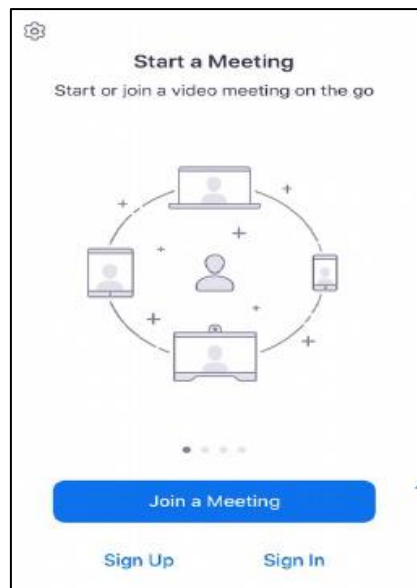 Start a Meeting
Start or join a video meeting on the go
Join a Meeting
Sign Up Sign In